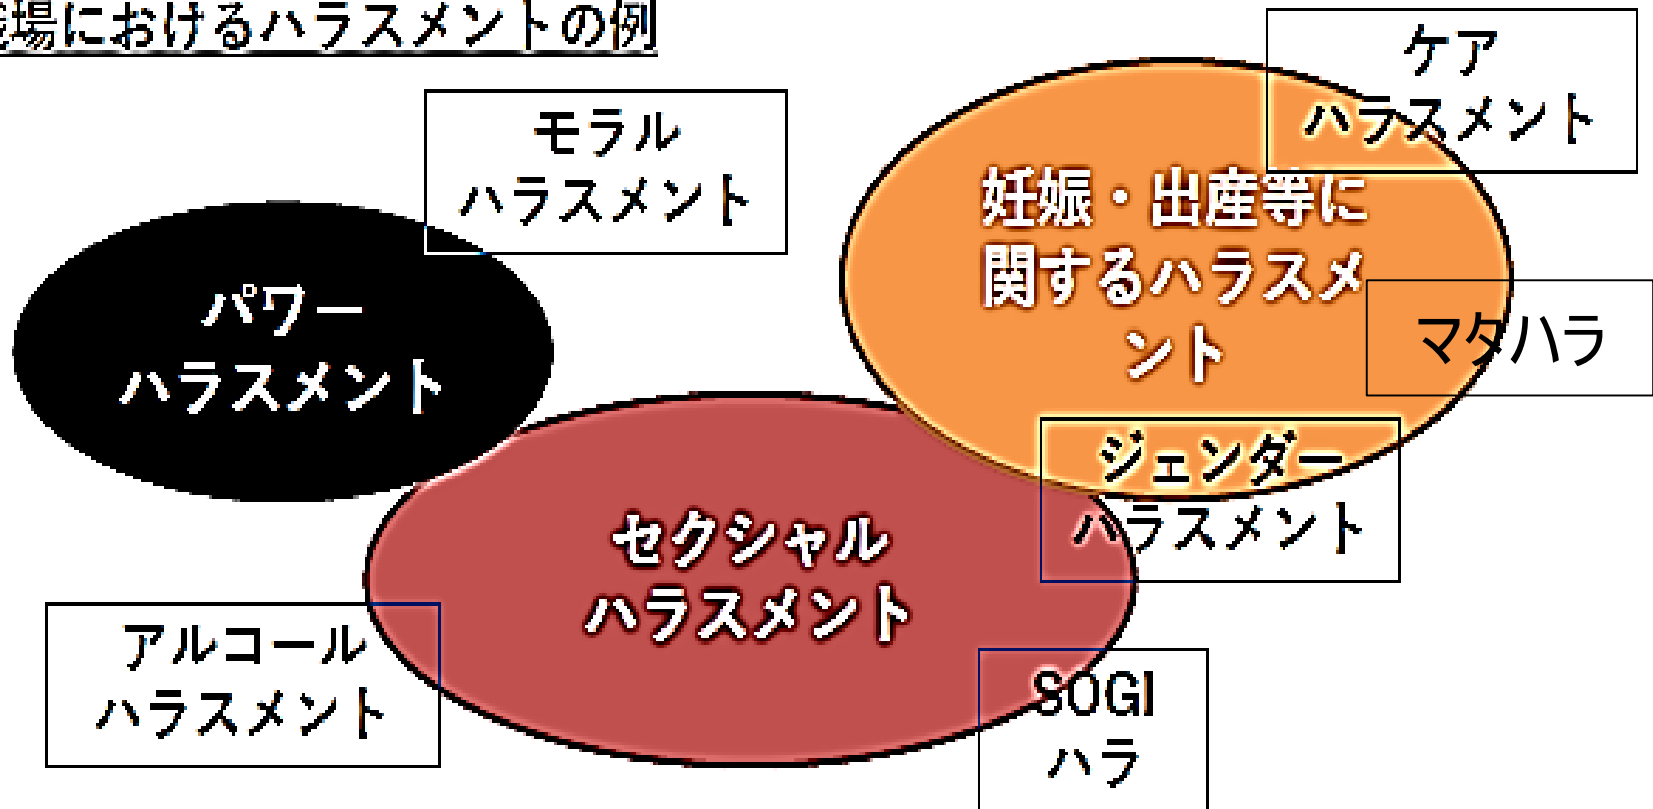 場におけるハラスメントの例
ケア
ハラスメント
モラル
ハラスメント
妊娠・出産等に
関するハラスメ
ント
パワー
ハラスメント
マタハラ
ジェンダー
ハラスメント
セクシャル
ハラスメント
アルコール
ハラスメント
SOGI
ハラ